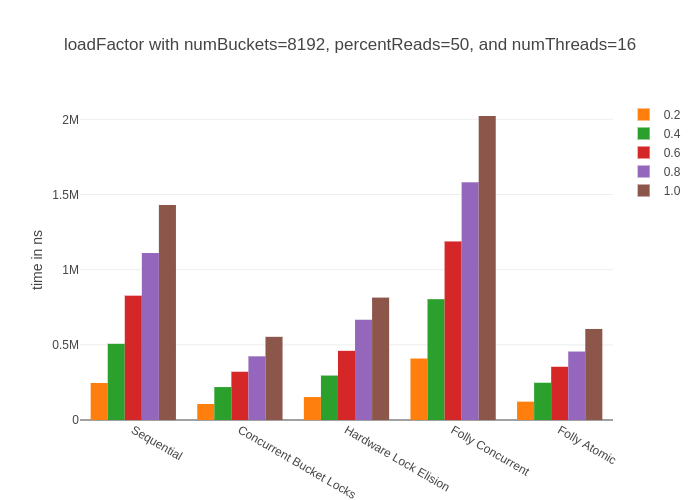 loadFactor with numBuckets=8192, percentReads=50, and numThreads=16
0.2
0.4
0.6
0.8
1.0
time in ns
2M
1.5M
1M
0.5M
0
Sequential
Concurrent Bucket Locks
Hardware Lock Elision
Folly Concurrent
Folly Atomic